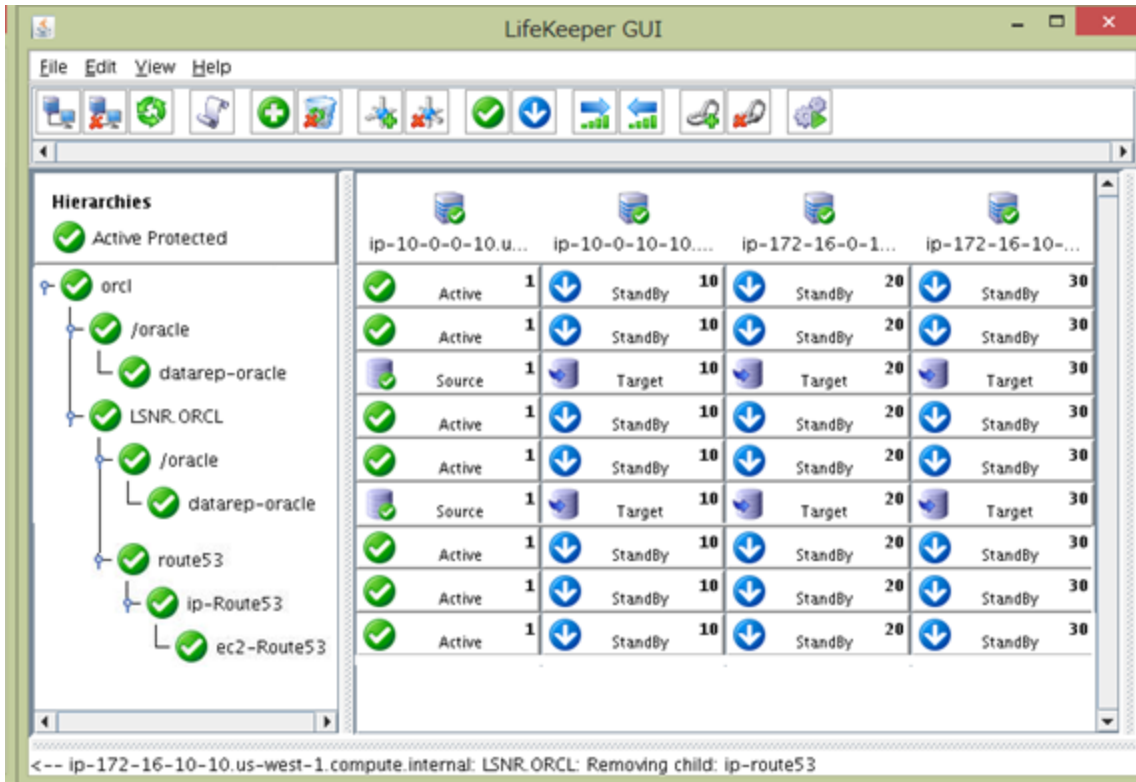 LifeKeeper GUI
File Edit View Help
Hierarchies
Active Protected
ip-10-0-0-10.u... ip-10-0-10-10.... ip-172-16-0-1... ip-172-16-10-...
orcl Active 1 StandBy 10 StandBy 20 StandBy 30
/oracle Active 1 StandBy 10 StandBy 20 StandBy 30
datarep-oracle Source 1 Target 10 Target 20 Target 30
LSNR.ORCL Active 1 StandBy 10 StandBy 20 StandBy 30
/oracle Active 1 StandBy 10 StandBy 20 StandBy 30
datarep-oracle Source 1 Target 10 Target 20 Target 30
route53 Active 1 StandBy 10 StandBy 20 StandBy 30
ip-Route53 Active 1 StandBy 10 StandBy 20 StandBy 30
ec2-Route53 Active 1 StandBy 10 StandBy 20 StandBy 30
<-- ip-172-16-10-10.us-west-1.compute.internal: LSNR.ORCL: Removing child: ip-route53